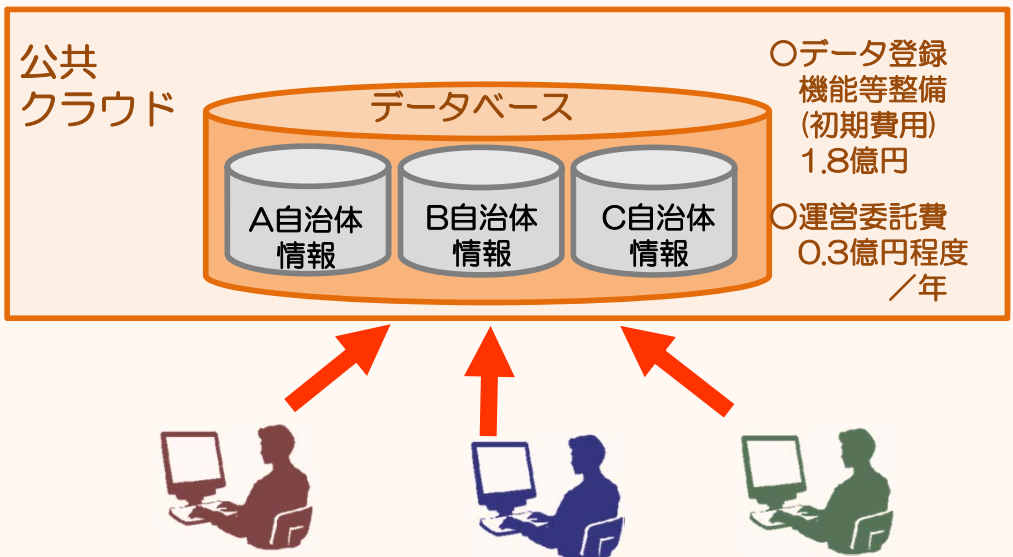 公共
クラウド
データベース
A自治体
情報
B自治体
情報
C自治体
情報
〇データ登録
機能等整備
(初期費用)
1.8億円
〇運営委託費
0.3億円程度
／年